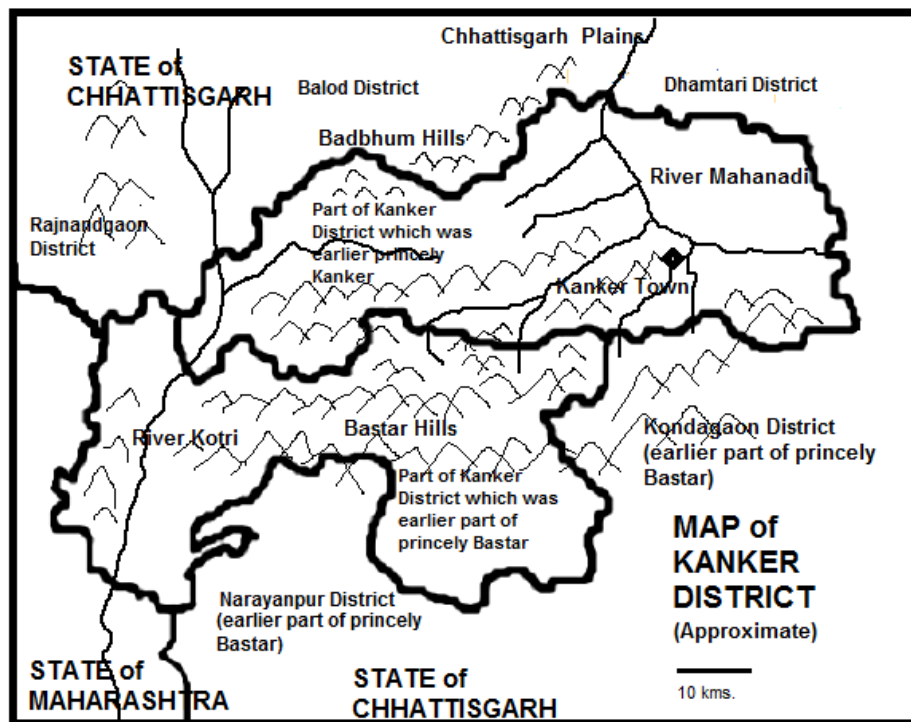 Chhattisgarh Plains
STATE of
CHHATTISGARH
Balod District
Dhamtari District
Badbhum Hills
River Mahanadi
Rajnandgaon
District
Part of Kanker
District which was
earlier princely
Kanker
Kanker Town
River Kotri
Bastar Hills
Kondagaon District
(earlier part of princely
Bastar)
Part of Kanker
District which was
earlier part of
princely Bastar
MAP of
KANKER
DISTRICT
(Approximate)
Narayanpur District
(earlier part of princely
Bastar)
STATE of
MAHARASHTRA
STATE of
CHHATTISGARH
10 kms.